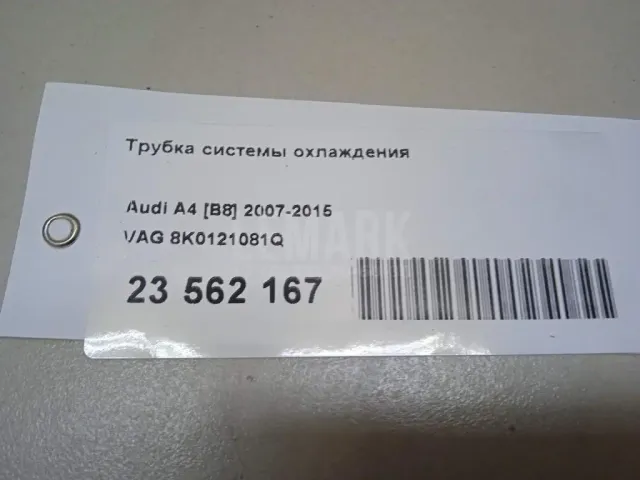 Трубка системы охлаждения
Audi A4 [B8] 2007-2015
VAG 8K0121081Q
23 562 167